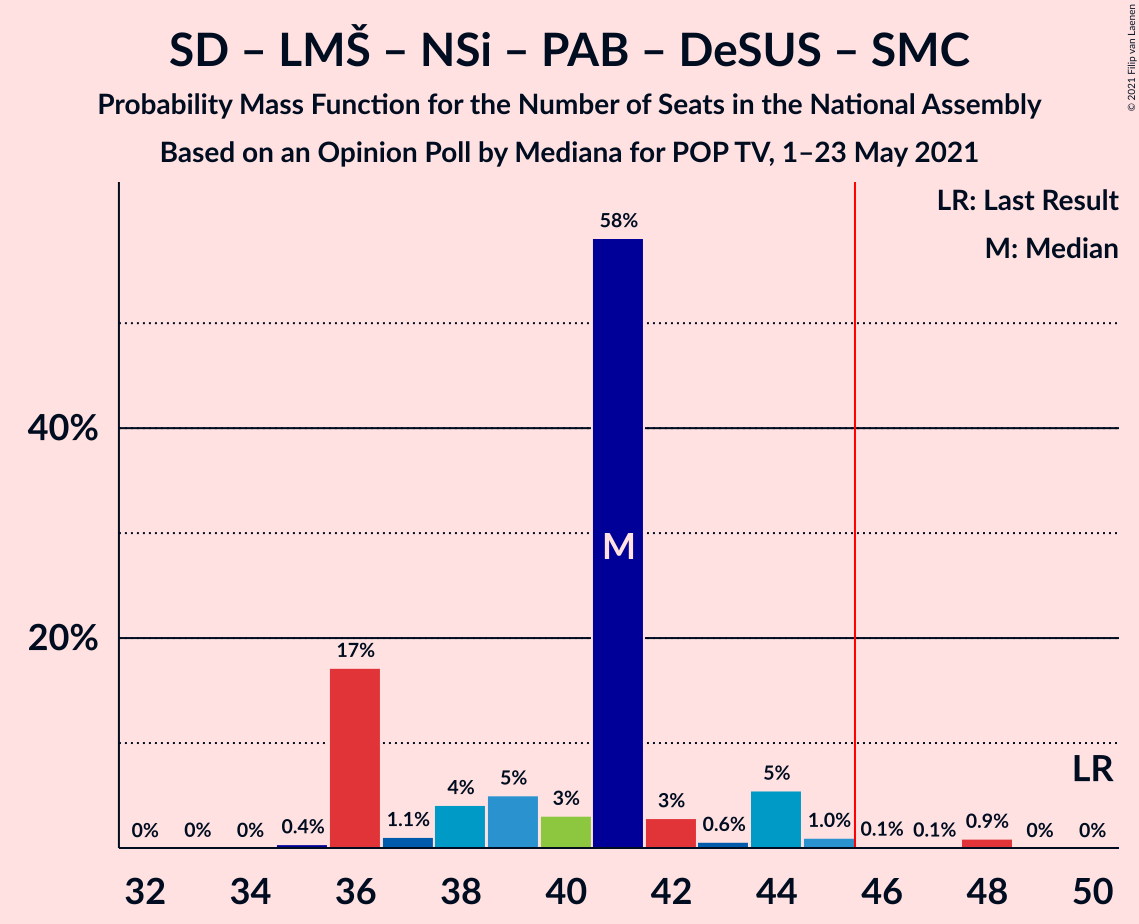 SD – LMŠ – NSi – PAB – DeSUS – SMC
Probability Mass Function for the Number of Seats in the National Assembly
Based on an Opinion Poll by Mediana for POP TV, 1–23 May 2021
© 2021 Filip van Laenen
LR: Last Result
M: Median
40%
20%
0% 0% 0% 0.4% 17% 1.1% 4% 5% 3% 58% 3% 0.6% 5% 1.0% 0.1% 0.1% 0.9% 0% 0%
M
LR
32 34 36 38 40 42 44 46 48 50